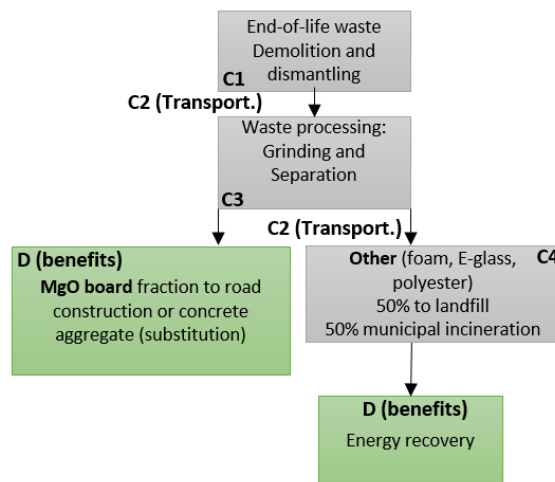 End-of-life waste
Demolition and
dismantling
C1
C2 (Transport.)
Waste processing:
Grinding and
Separation
C3
C2 (Transport.)
D (benefits)
MgO board fraction to road
construction or concrete
aggregate (substitution)
C4
Other (foam, E-glass,
polyester)
50% to landfill
50% municipal incineration
D (benefits)
Energy recovery